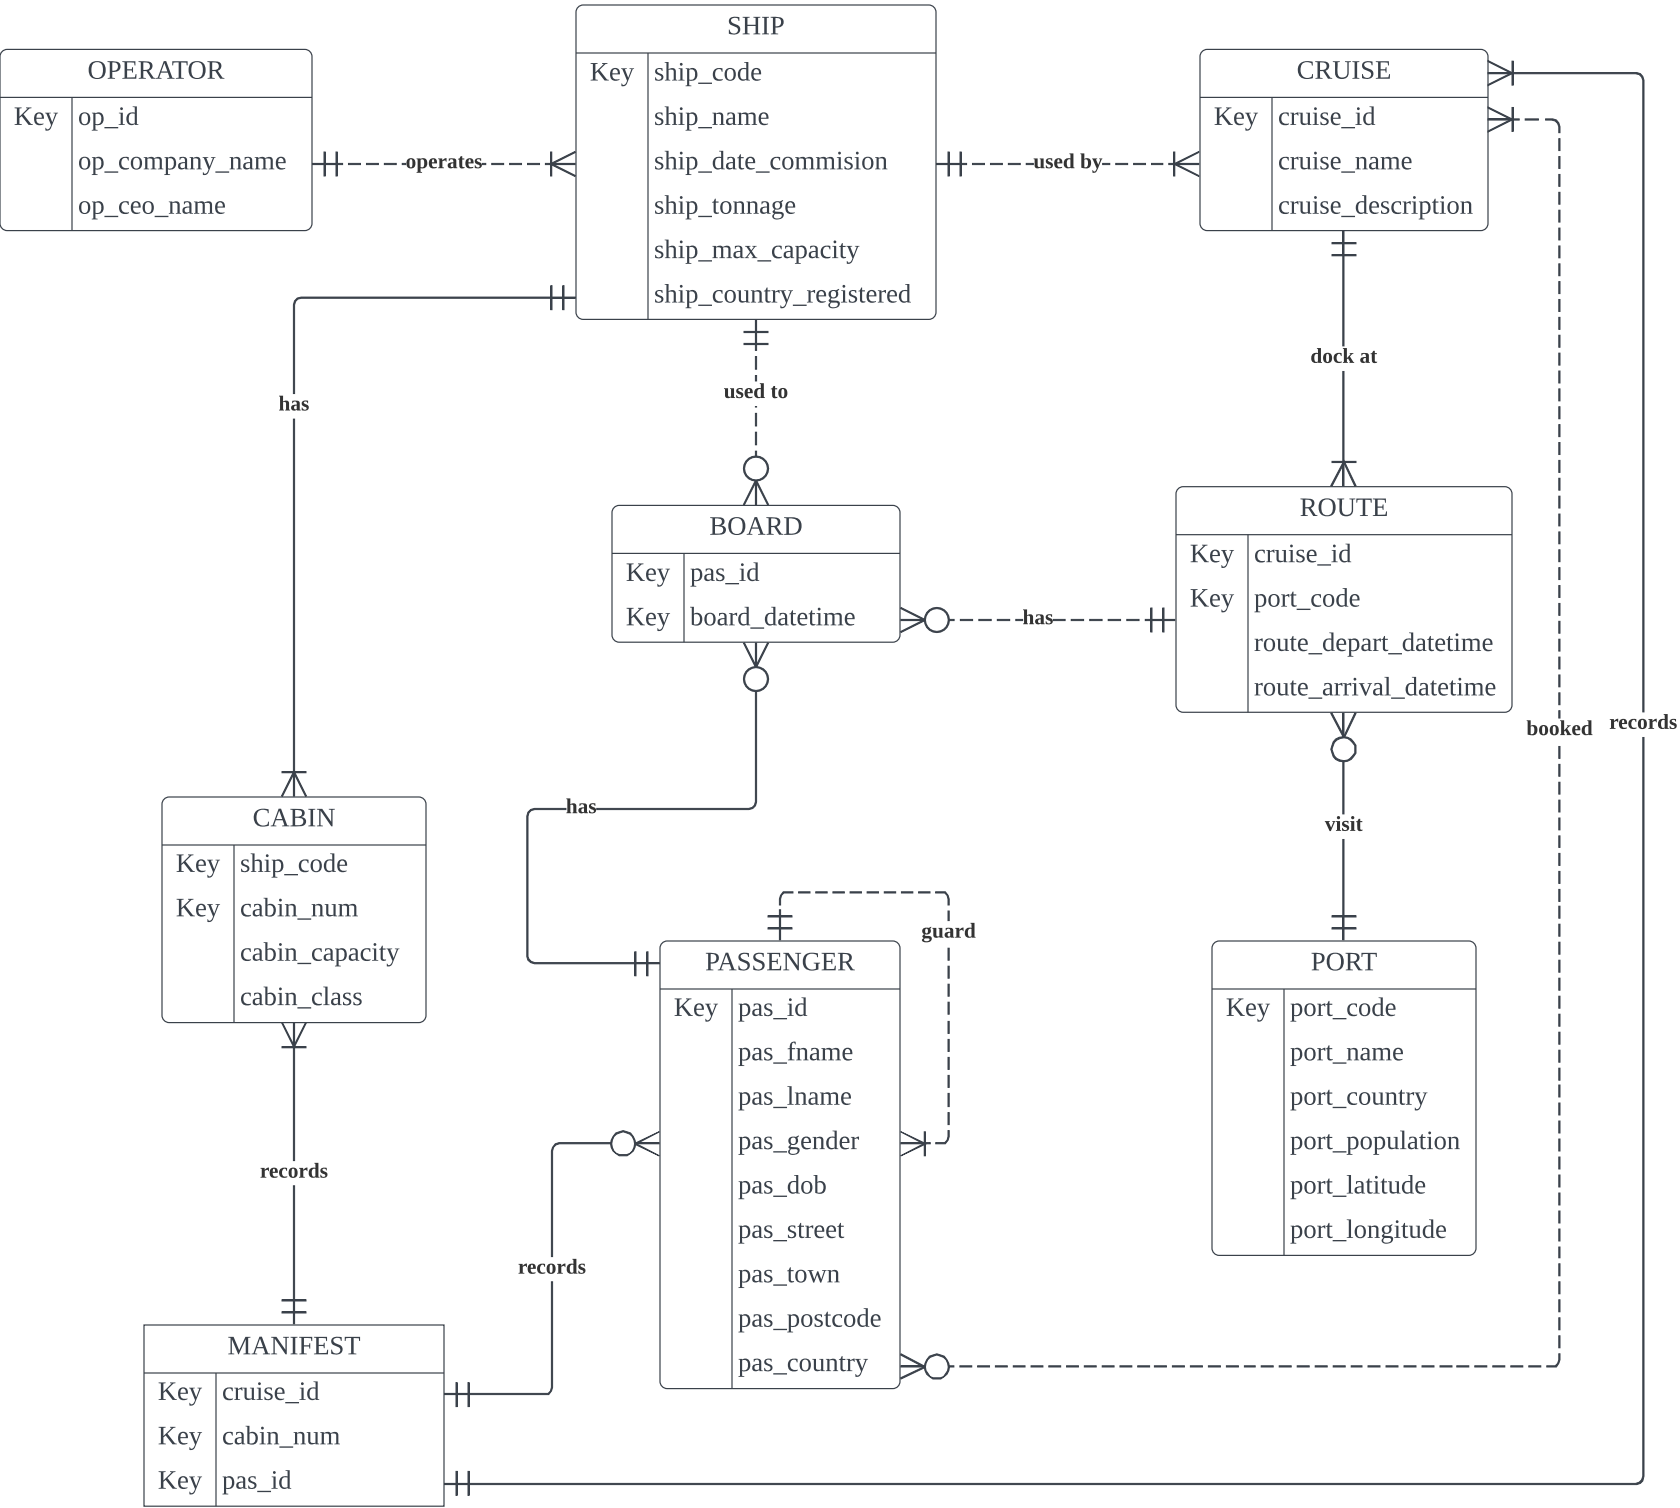 SHIP
Key ship_code
ship_name
ship_date_commision
ship_tonnage
ship_max_capacity
ship_country_registered
OPERATOR
Key op_id
op_company_name
op_ceo_name
operates
used by
CRUISE
Key cruise_id
cruise_name
cruise_description
has
used to
dock at
BOARD
Key pas_id
Key board_datetime
has
ROUTE
Key cruise_id
Key port_code
route_depart_datetime
route_arrival_datetime
booked
records
has
visit
CABIN
Key ship_code
Key cabin_num
cabin_capacity
cabin_class
guard
PASSENGER
Key pas_id
pas_fname
pas_lname
pas_gender
pas_dob
pas_street
pas_town
pas_postcode
pas_country
PORT
Key port_code
port_name
port_country
port_population
port_latitude
port_longitude
records
records
MANIFEST
Key cruise_id
Key cabin_num
Key pas_id